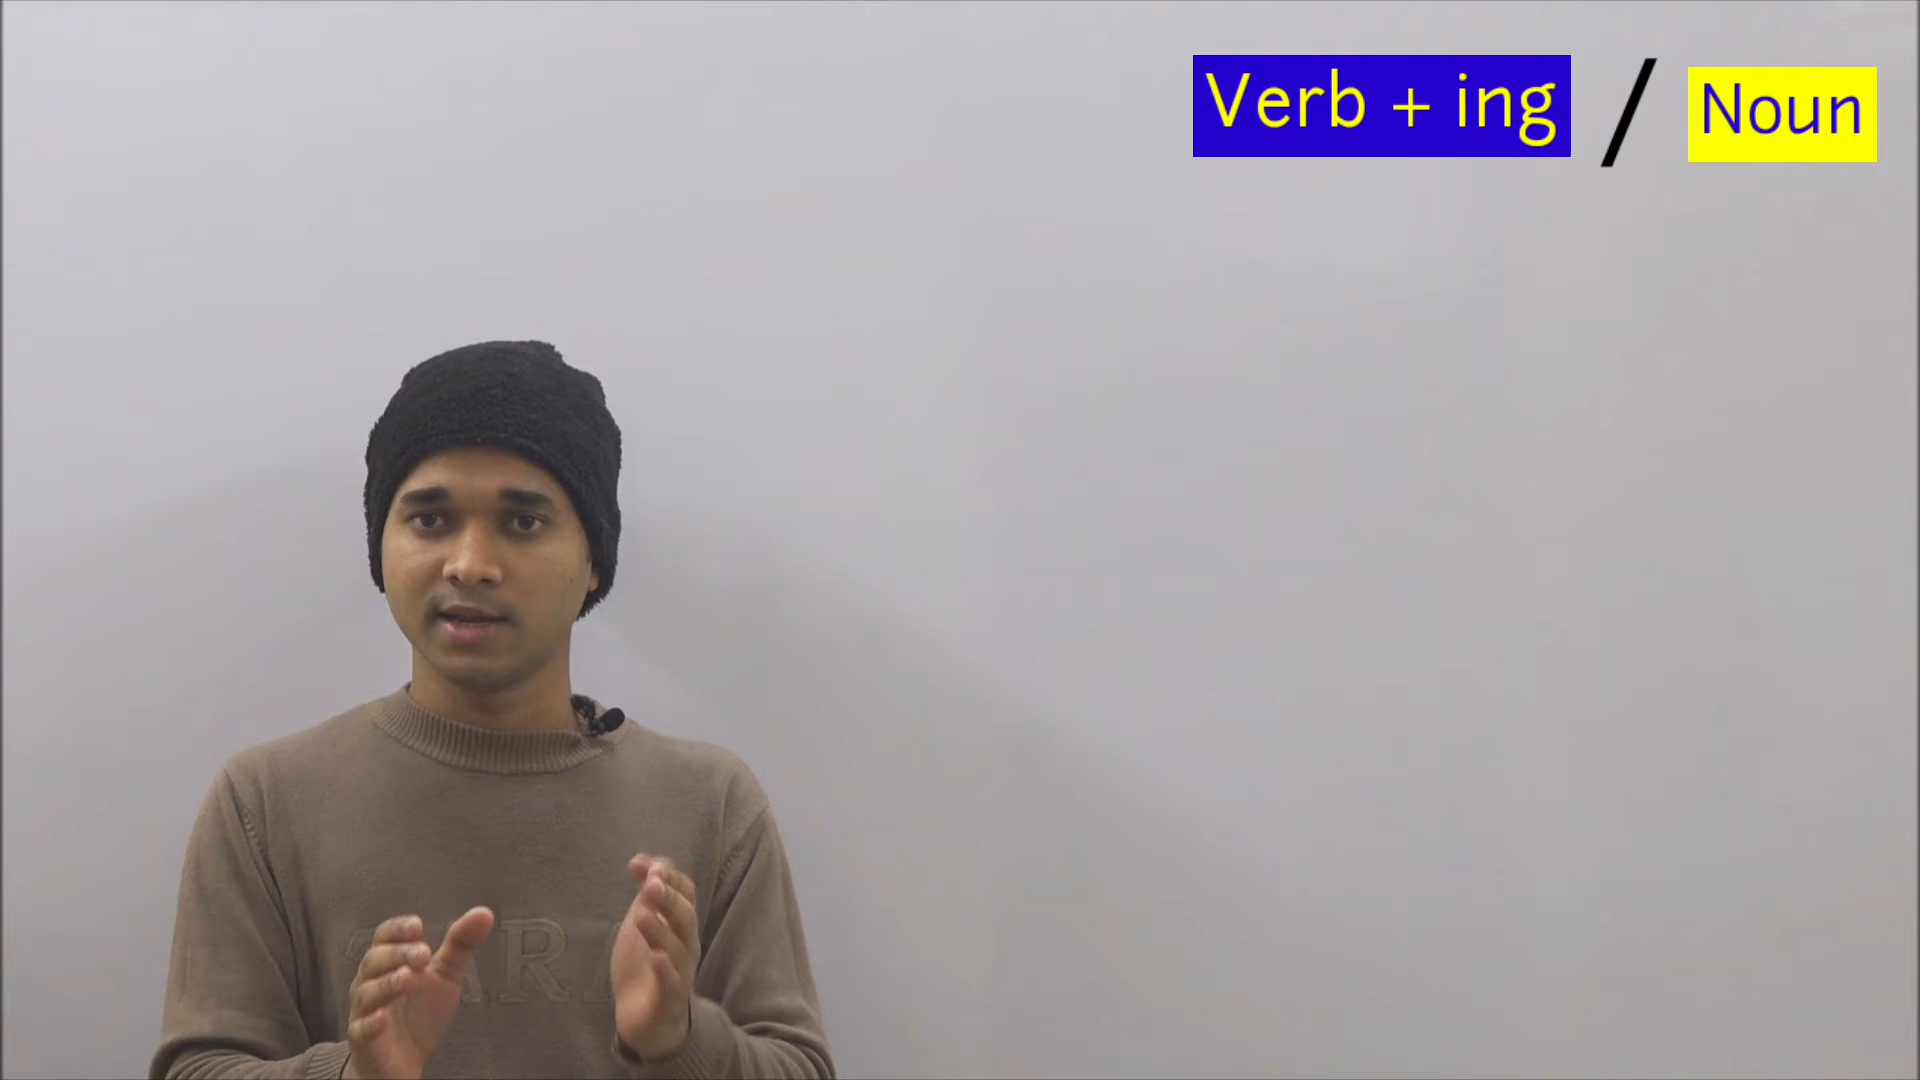 Verb + ing / Noun